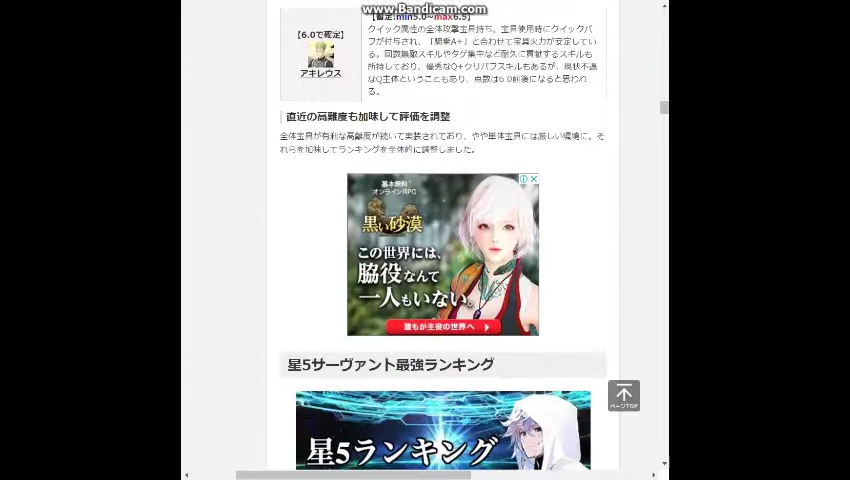 www.Bandicam.com
【暫定:min5.0~max6.5】
【6.0で確定】
アキレウス
クイック属性の全体攻撃宝具持ち。宝具使用時にクイックバ
フが付与され、「騎乗A+」と合わせて宝具火力が安定してい
る。回数無敵スキルやタゲ集中など耐久に貢献するスキルも
所持しており、優秀なQ+クリバフスキルもあるが、現状不遇
なQ主体ということもあり、点数は6.0前後になると思われ
る。
直近の高難度も加味して評価を調整
全体宝具が有利な高難度が続いて実装されており、やや単体宝具には厳しい環境に。そ
れらを加味してランキングを全体的に調整しました。
基本無料
オンラインRPG
黒い砂漠
この世界には、
脇役なんて
一人もいない。
誰もが主役の世界へ
星5サーヴァント最強ランキング
星5ランキング
ページTOP